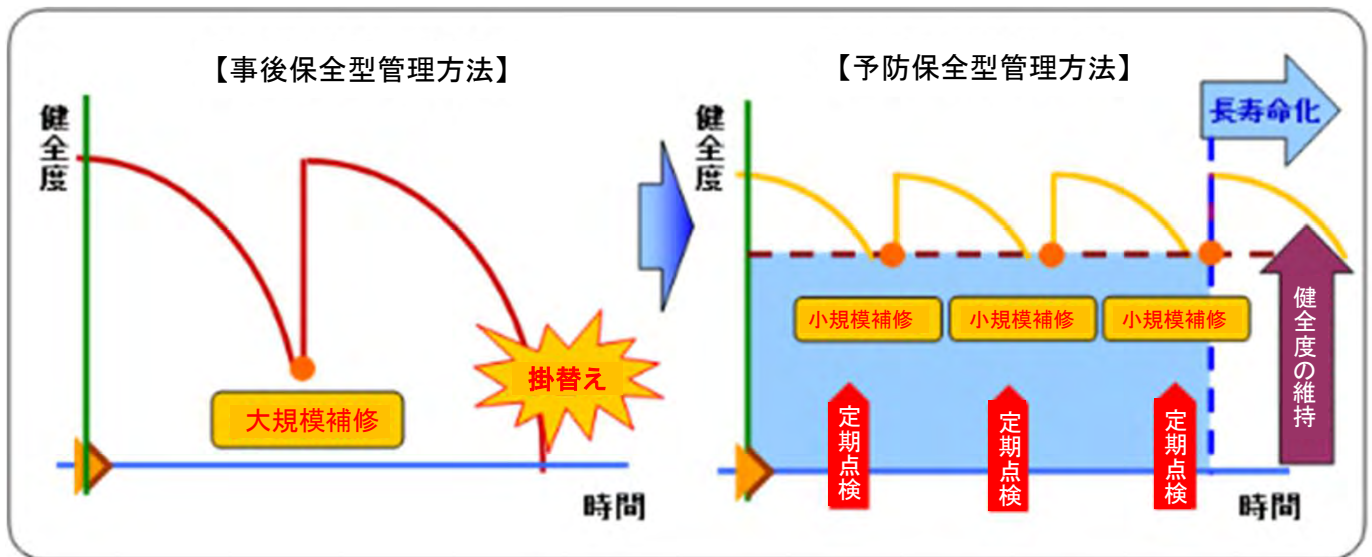 【事後保全型管理方法】
健全度
大規模補修
掛替え
時間
【予防保全型管理方法】
長寿命化
健全度
小規模補修
小規模補修
小規模補修
健全度の維持
定期点検
定期点検
定期点検
時間